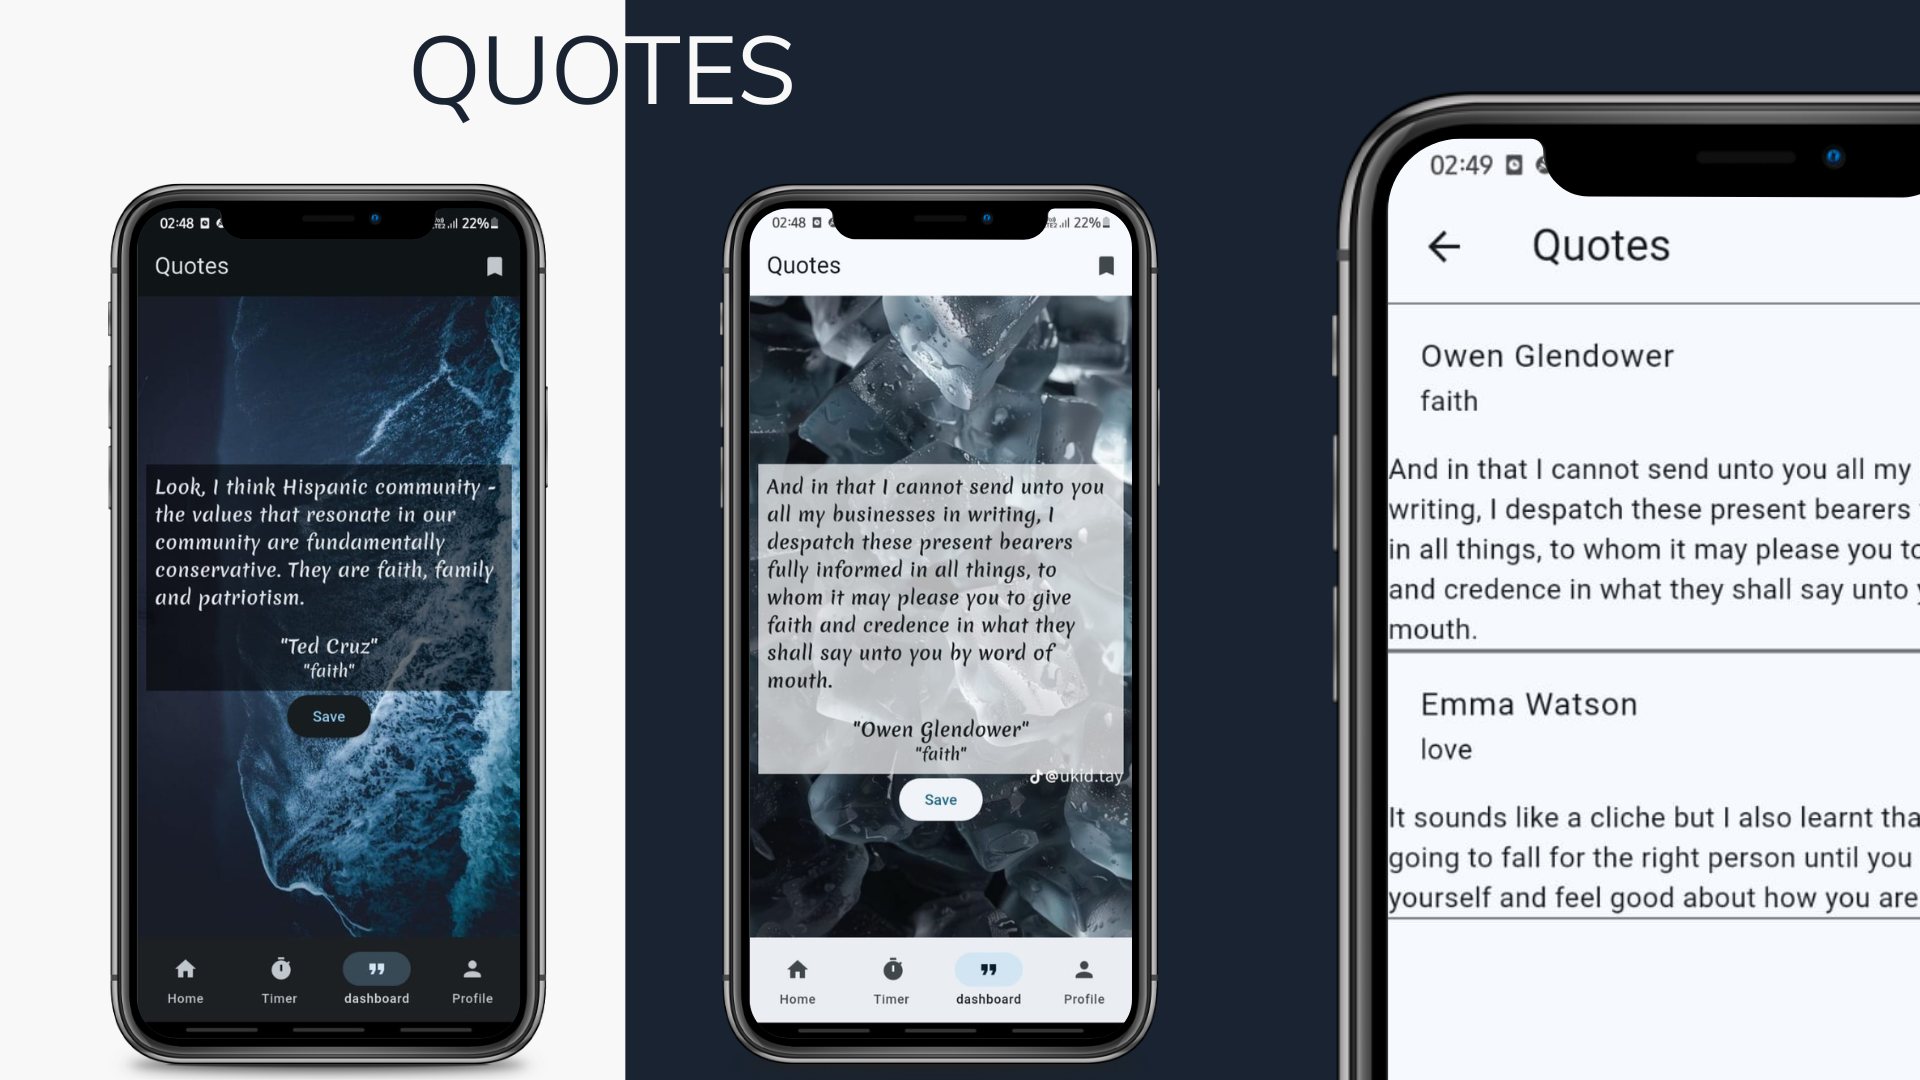 QUOTES
02:48
22%
Quotes
Look, I think Hispanic community -
the values that resonate in our
community are fundamentally
conservative. They are faith, family
and patriotism.
"Ted Cruz"
"faith"
Save
Home
Timer
dashboard
Profile
02:48
22%
Quotes
And in that I cannot send unto you
all my businesses in writing, I
despatch these present bearers
fully informed in all things, to
whom it may please you to give
faith and credence in what they
shall say unto you by word of
mouth.
"Owen Glendower"
"faith"
@ukid.tay
Save
Home
Timer
dashboard
Profile
02:49
Quotes
Owen Glendower
faith
And in that I cannot send unto you all my
writing, I despatch these present bearers
in all things, to whom it may please you to
and credence in what they shall say unto
mouth.
Emma Watson
love
It sounds like a cliche but I also learnt
going to fall for the right person until you
yourself and feel good about how you are